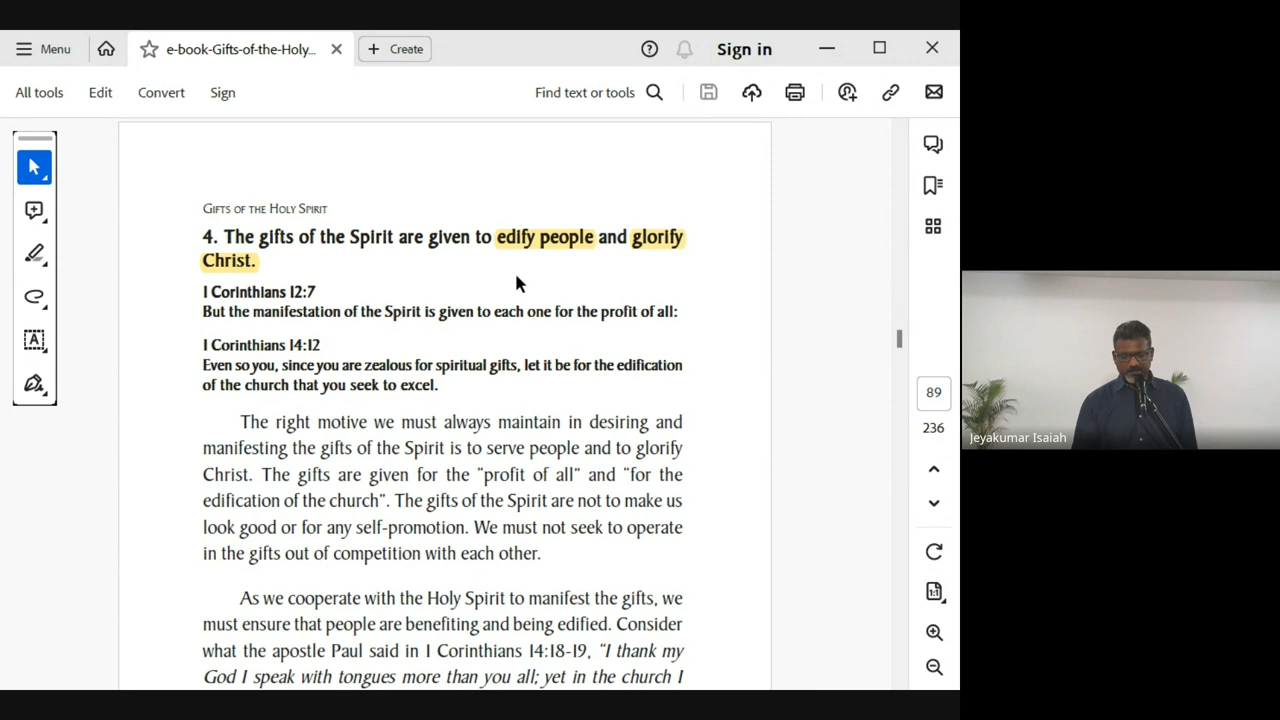 Menu
e-book-Gifts-of-the-Holy...
Create
Sign in
All tools
Edit
Convert
Sign
Find text or tools
GIFTS OF THE HOLY SPIRIT
4. The gifts of the Spirit are given to edify people and glorify
Christ.
1 Corinthians 12:7
But the manifestation of the Spirit is given to each one for the profit of all:
1 Corinthians 14:12
Even so you, since you are zealous for spiritual gifts, let it be for the edification
of the church that you seek to excel.
The right motive we must always maintain in desiring and
manifesting the gifts of the Spirit is to serve people and to glorify
Christ. The gifts are given for the "profit of all" and "for the
edification of the church". The gifts of the Spirit are not to make us
look good or for any self-promotion. We must not seek to operate
in the gifts out of competition with each other.
As we cooperate with the Holy Spirit to manifest the gifts, we
must ensure that people are benefiting and being edified. Consider
what the apostle Paul said in 1 Corinthians 14:18-19, "I thank my
God I speak with tongues more than you all; yet in the church I
89
236
1:1
Jeyakumar Isaiah